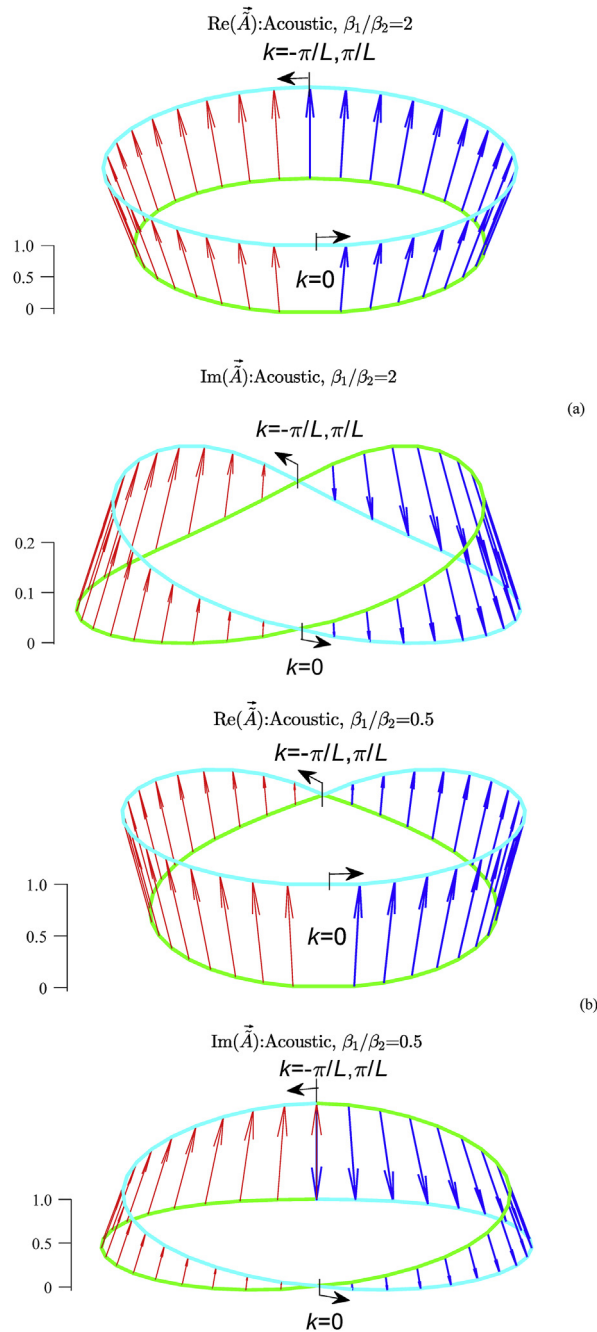 Re(Ã):Acoustic, β₁/β₂=2
k=-π/L,π/L
1.0
0
k=0
Im(Ã):Acoustic, β₁/β₂=2
(a)
k=-π/L,π/L
0.2
0.1
0
k=0
Re(Ã):Acoustic, β₁/β₂=0.5
k=-π/L,π/L
1.0
k=0
0.5
0
(b)
Im(Ã):Acoustic, β₁/β₂=0.5
k=-π/L,π/L
1.0
0.5
0
k=0